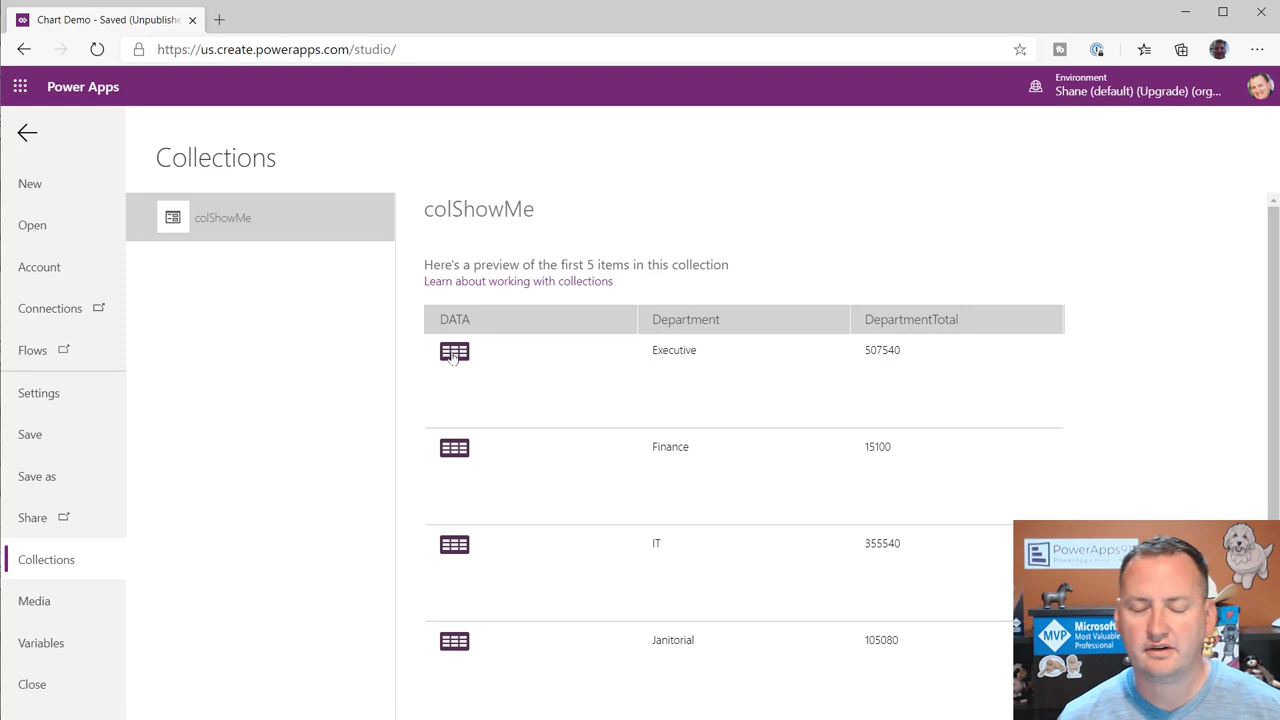 Chart Demo - Saved (Unpublishe
https://us.create.powerapps.com/studio/
Power Apps
Environment
Shane (default) (Upgrade) (org...
Collections
New
Open
Account
Connections
Flows
Settings
Save
Save as
Share
Collections
Media
Variables
Close
colShowMe
colShowMe
Here's a preview of the first 5 items in this collection
Learn about working with collections
DATA Department DepartmentTotal
Executive 507540
Finance 15100
IT 355540
Janitorial 105080
PowerApps91
MVP
Microsoft
Most Valuable
Professional